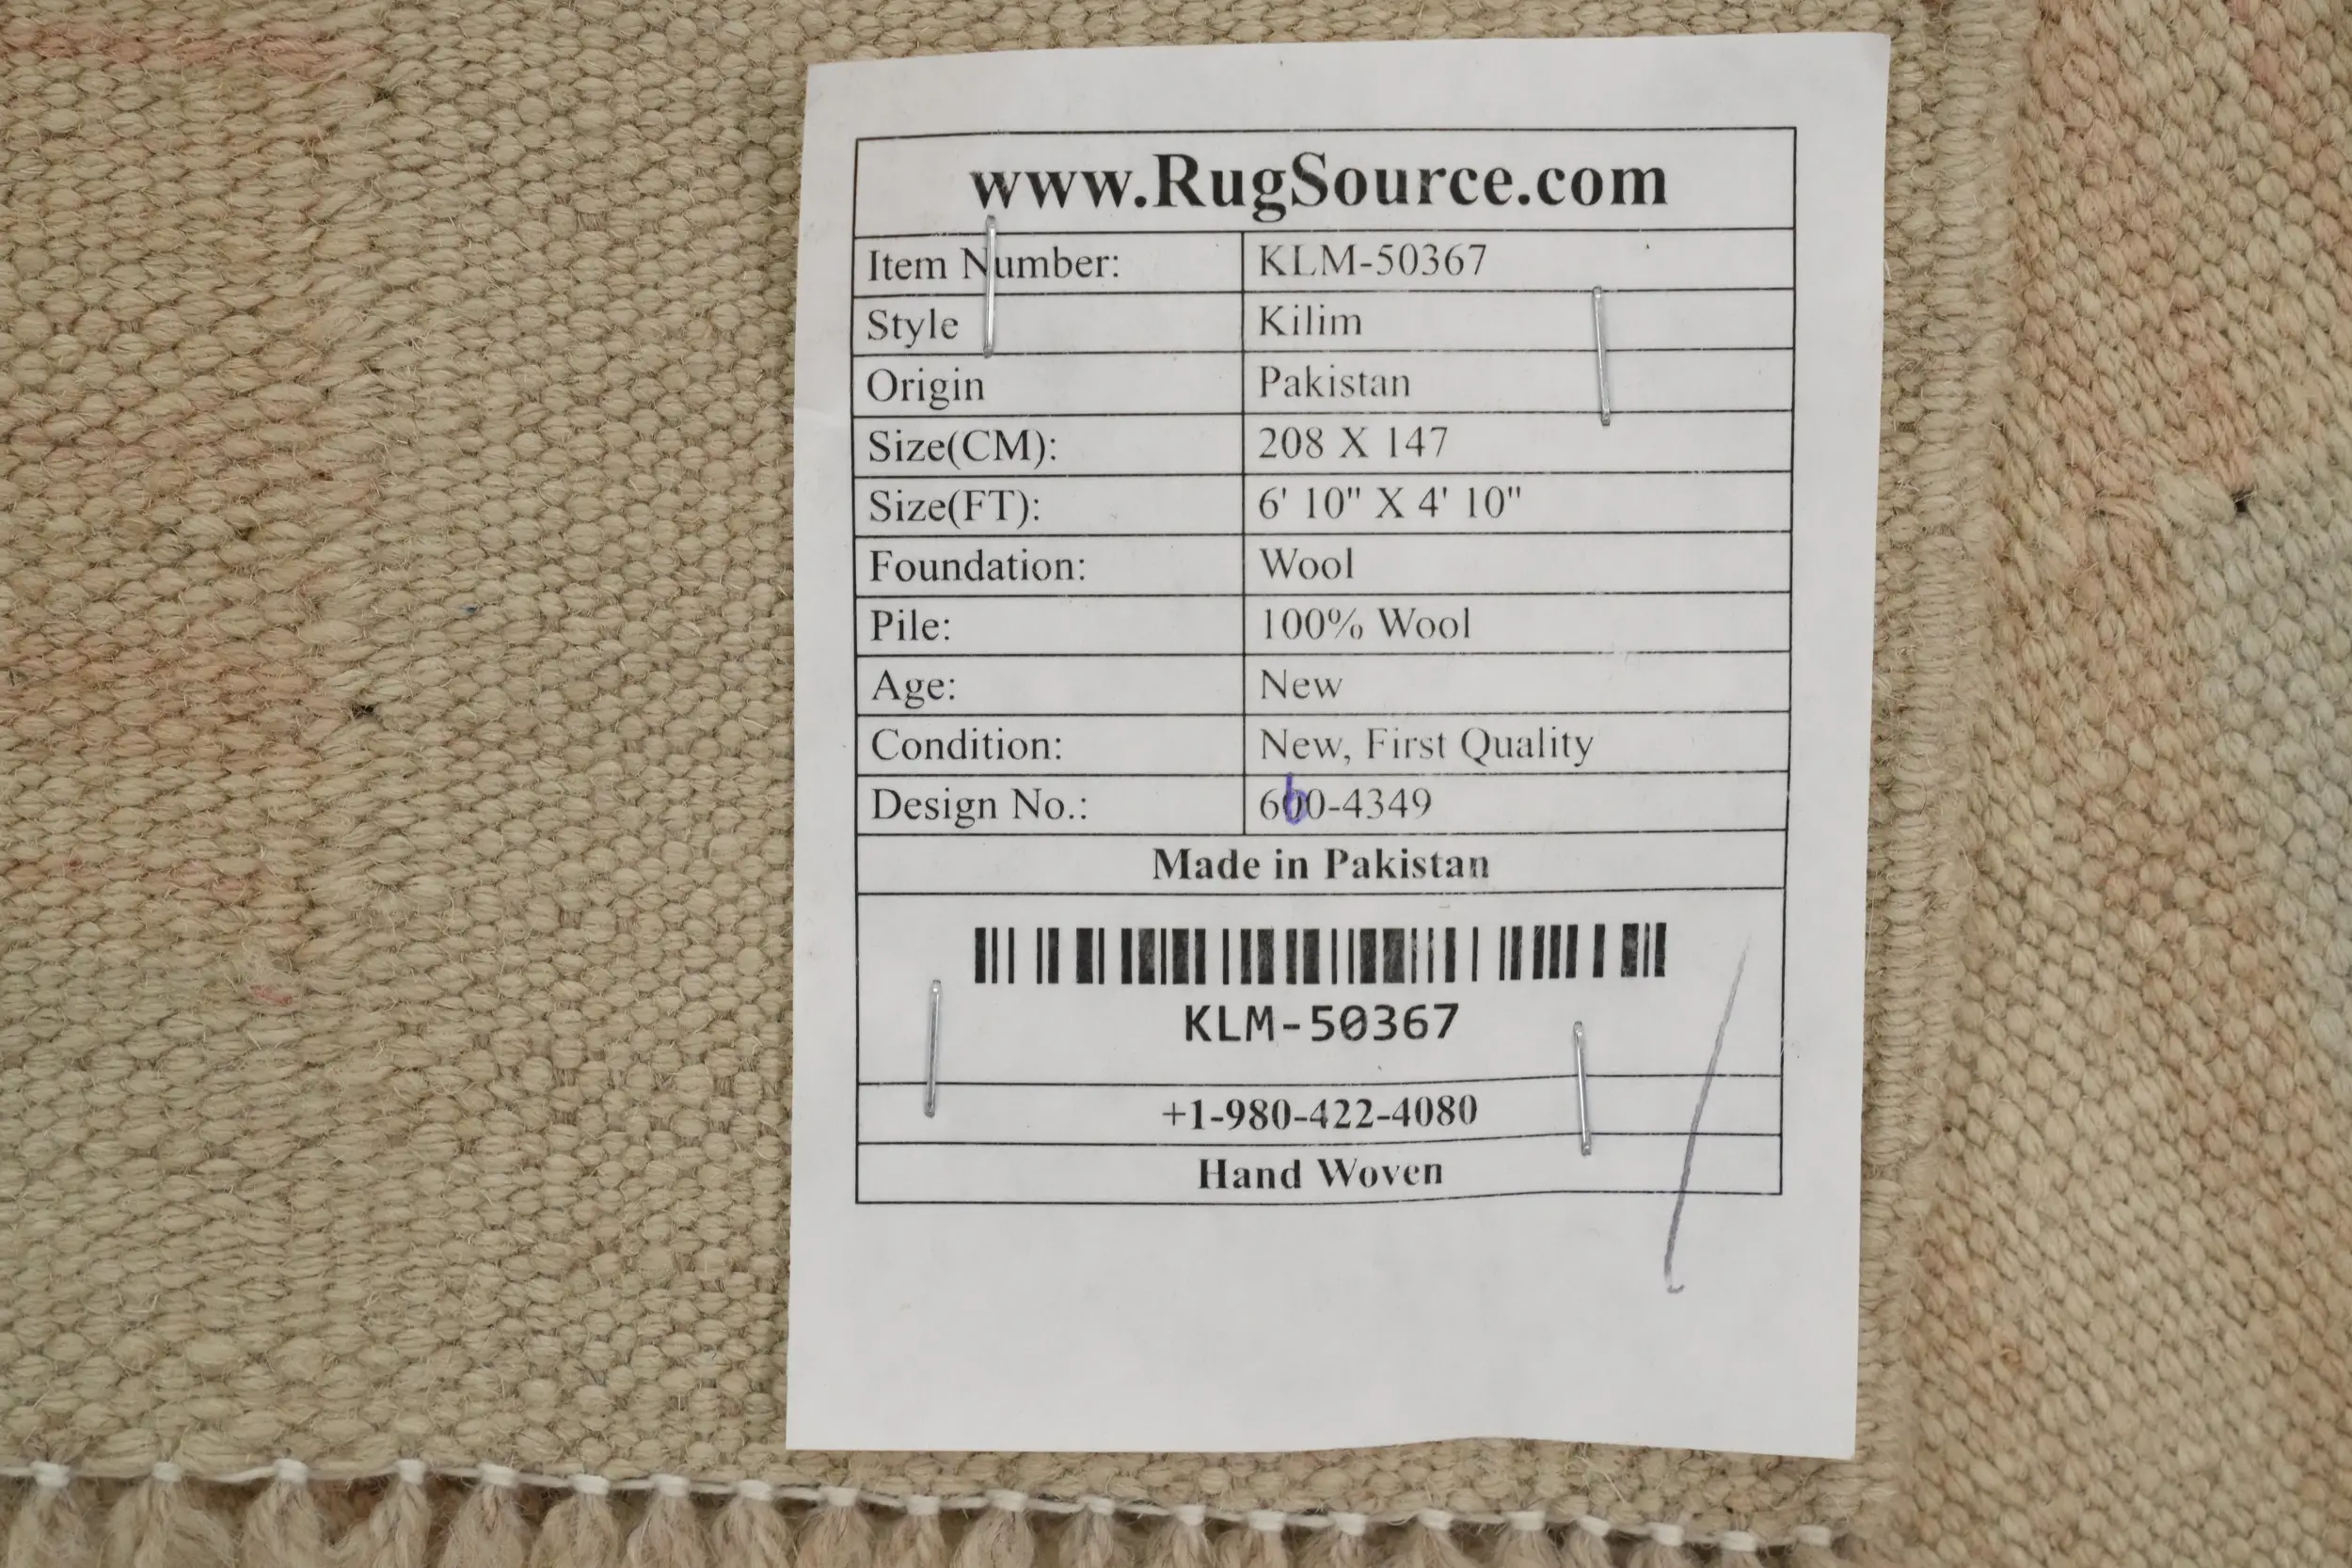 www.RugSource.com
Item Number: KLM-50367
Style Kilim
Origin Pakistan
Size(CM): 208 X 147
Size(FT): 6' 10" X 4' 10"
Foundation: Wool
Pile: 100% Wool
Age: New
Condition: New, First Quality
Design No.: 660-4349
Made in Pakistan
KLM-50367
+1-980-422-4080
Hand Woven